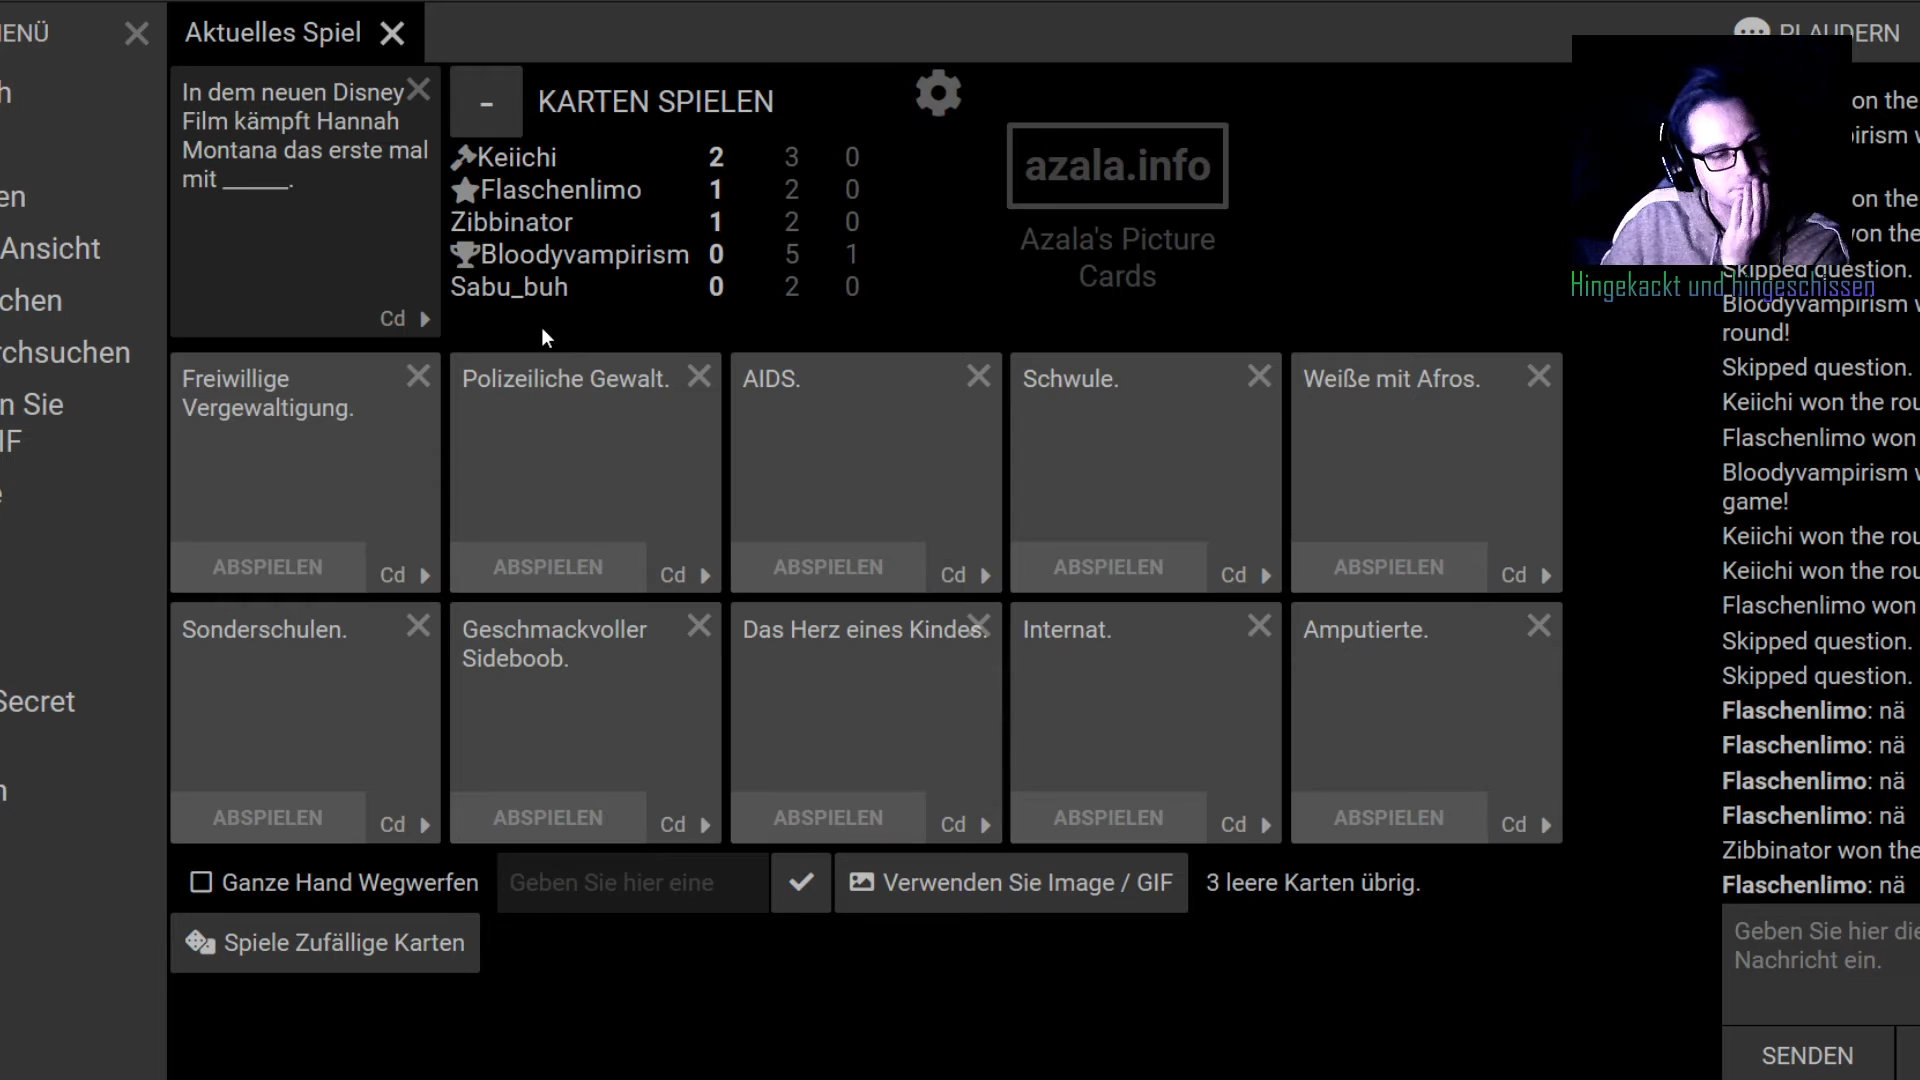 ENÜ
Aktuelles Spiel
PLAUDERN
h
en
Ansicht
chen
rchsuchen
n Sie
IF
e
Secret
n
In dem neuen Disney
Film kämpft Hannah
Montana das erste mal
mit ______.
Cd
-
KARTEN SPIELEN
Keiichi 2 3 0
Flaschenlimo 1 2 0
Zibbinator 1 2 0
Bloodyvampirism 0 5 1
Sabu_buh 0 2 0
azala.info
Azala's Picture
Cards
Freiwillige
Vergewaltigung.
ABSPIELEN
Cd
Polizeiliche Gewalt.
ABSPIELEN
Cd
AIDS.
ABSPIELEN
Cd
Schwule.
ABSPIELEN
Cd
Weiße mit Afros.
ABSPIELEN
Cd
Sonderschulen.
ABSPIELEN
Cd
Geschmackvoller
Sideboob.
ABSPIELEN
Cd
Das Herz eines Kindes.
ABSPIELEN
Cd
Internat.
ABSPIELEN
Cd
Amputierte.
ABSPIELEN
Cd
Ganze Hand Wegwerfen
Geben Sie hier eine
Verwenden Sie Image / GIF
3 leere Karten übrig.
Spiele Zufällige Karten
Hingekackt und hingeschissen
on the
irism w
on the
on the
Skipped question.
Bloodyvampirism w
round!
Skipped question.
Keiichi won the rou
Flaschenlimo won
Bloodyvampirism w
game!
Keiichi won the rou
Keiichi won the rou
Flaschenlimo won
Skipped question.
Skipped question.
Flaschenlimo: nä
Flaschenlimo: nä
Flaschenlimo: nä
Flaschenlimo: nä
Zibbinator won the
Flaschenlimo: nä
Geben Sie hier die
Nachricht ein.
SENDEN